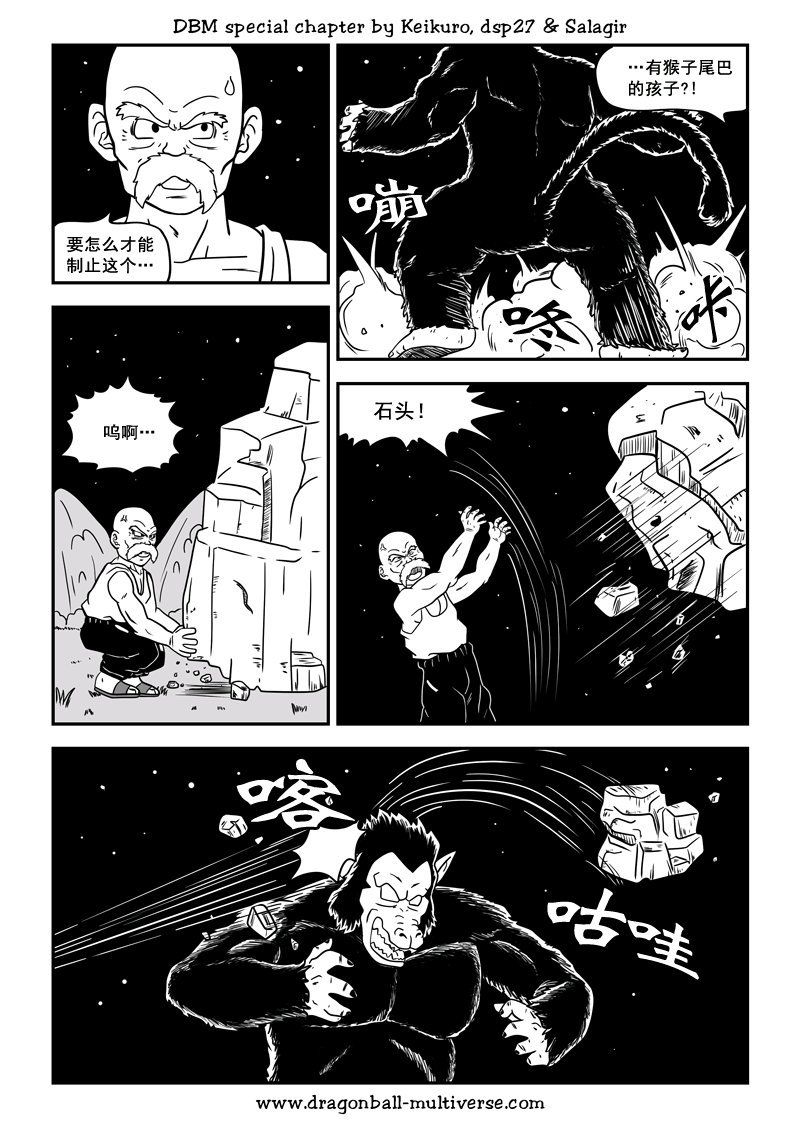 DBM special chapter by Keikuro, dsp27 & Salagir
要怎么才能
制止这个…
…有猴子尾巴
的孩子?!
嘣
咚
咔
呜啊…
石头！
喀
咕哇
www.dragonball-multiverse.com